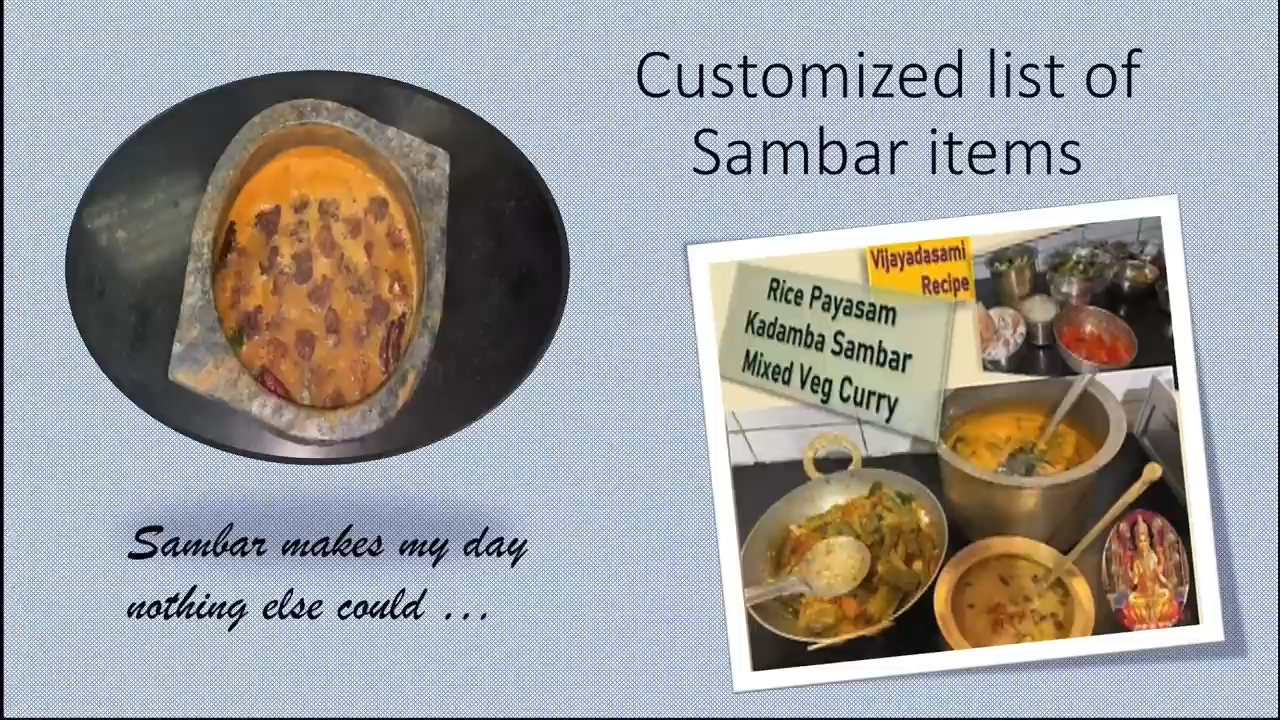 Customized list of
Sambar items
Vijayadasami
Recipe
Rice Payasam
Kadamba Sambar
Mixed Veg Curry
Sambar makes my day
nothing else could ...